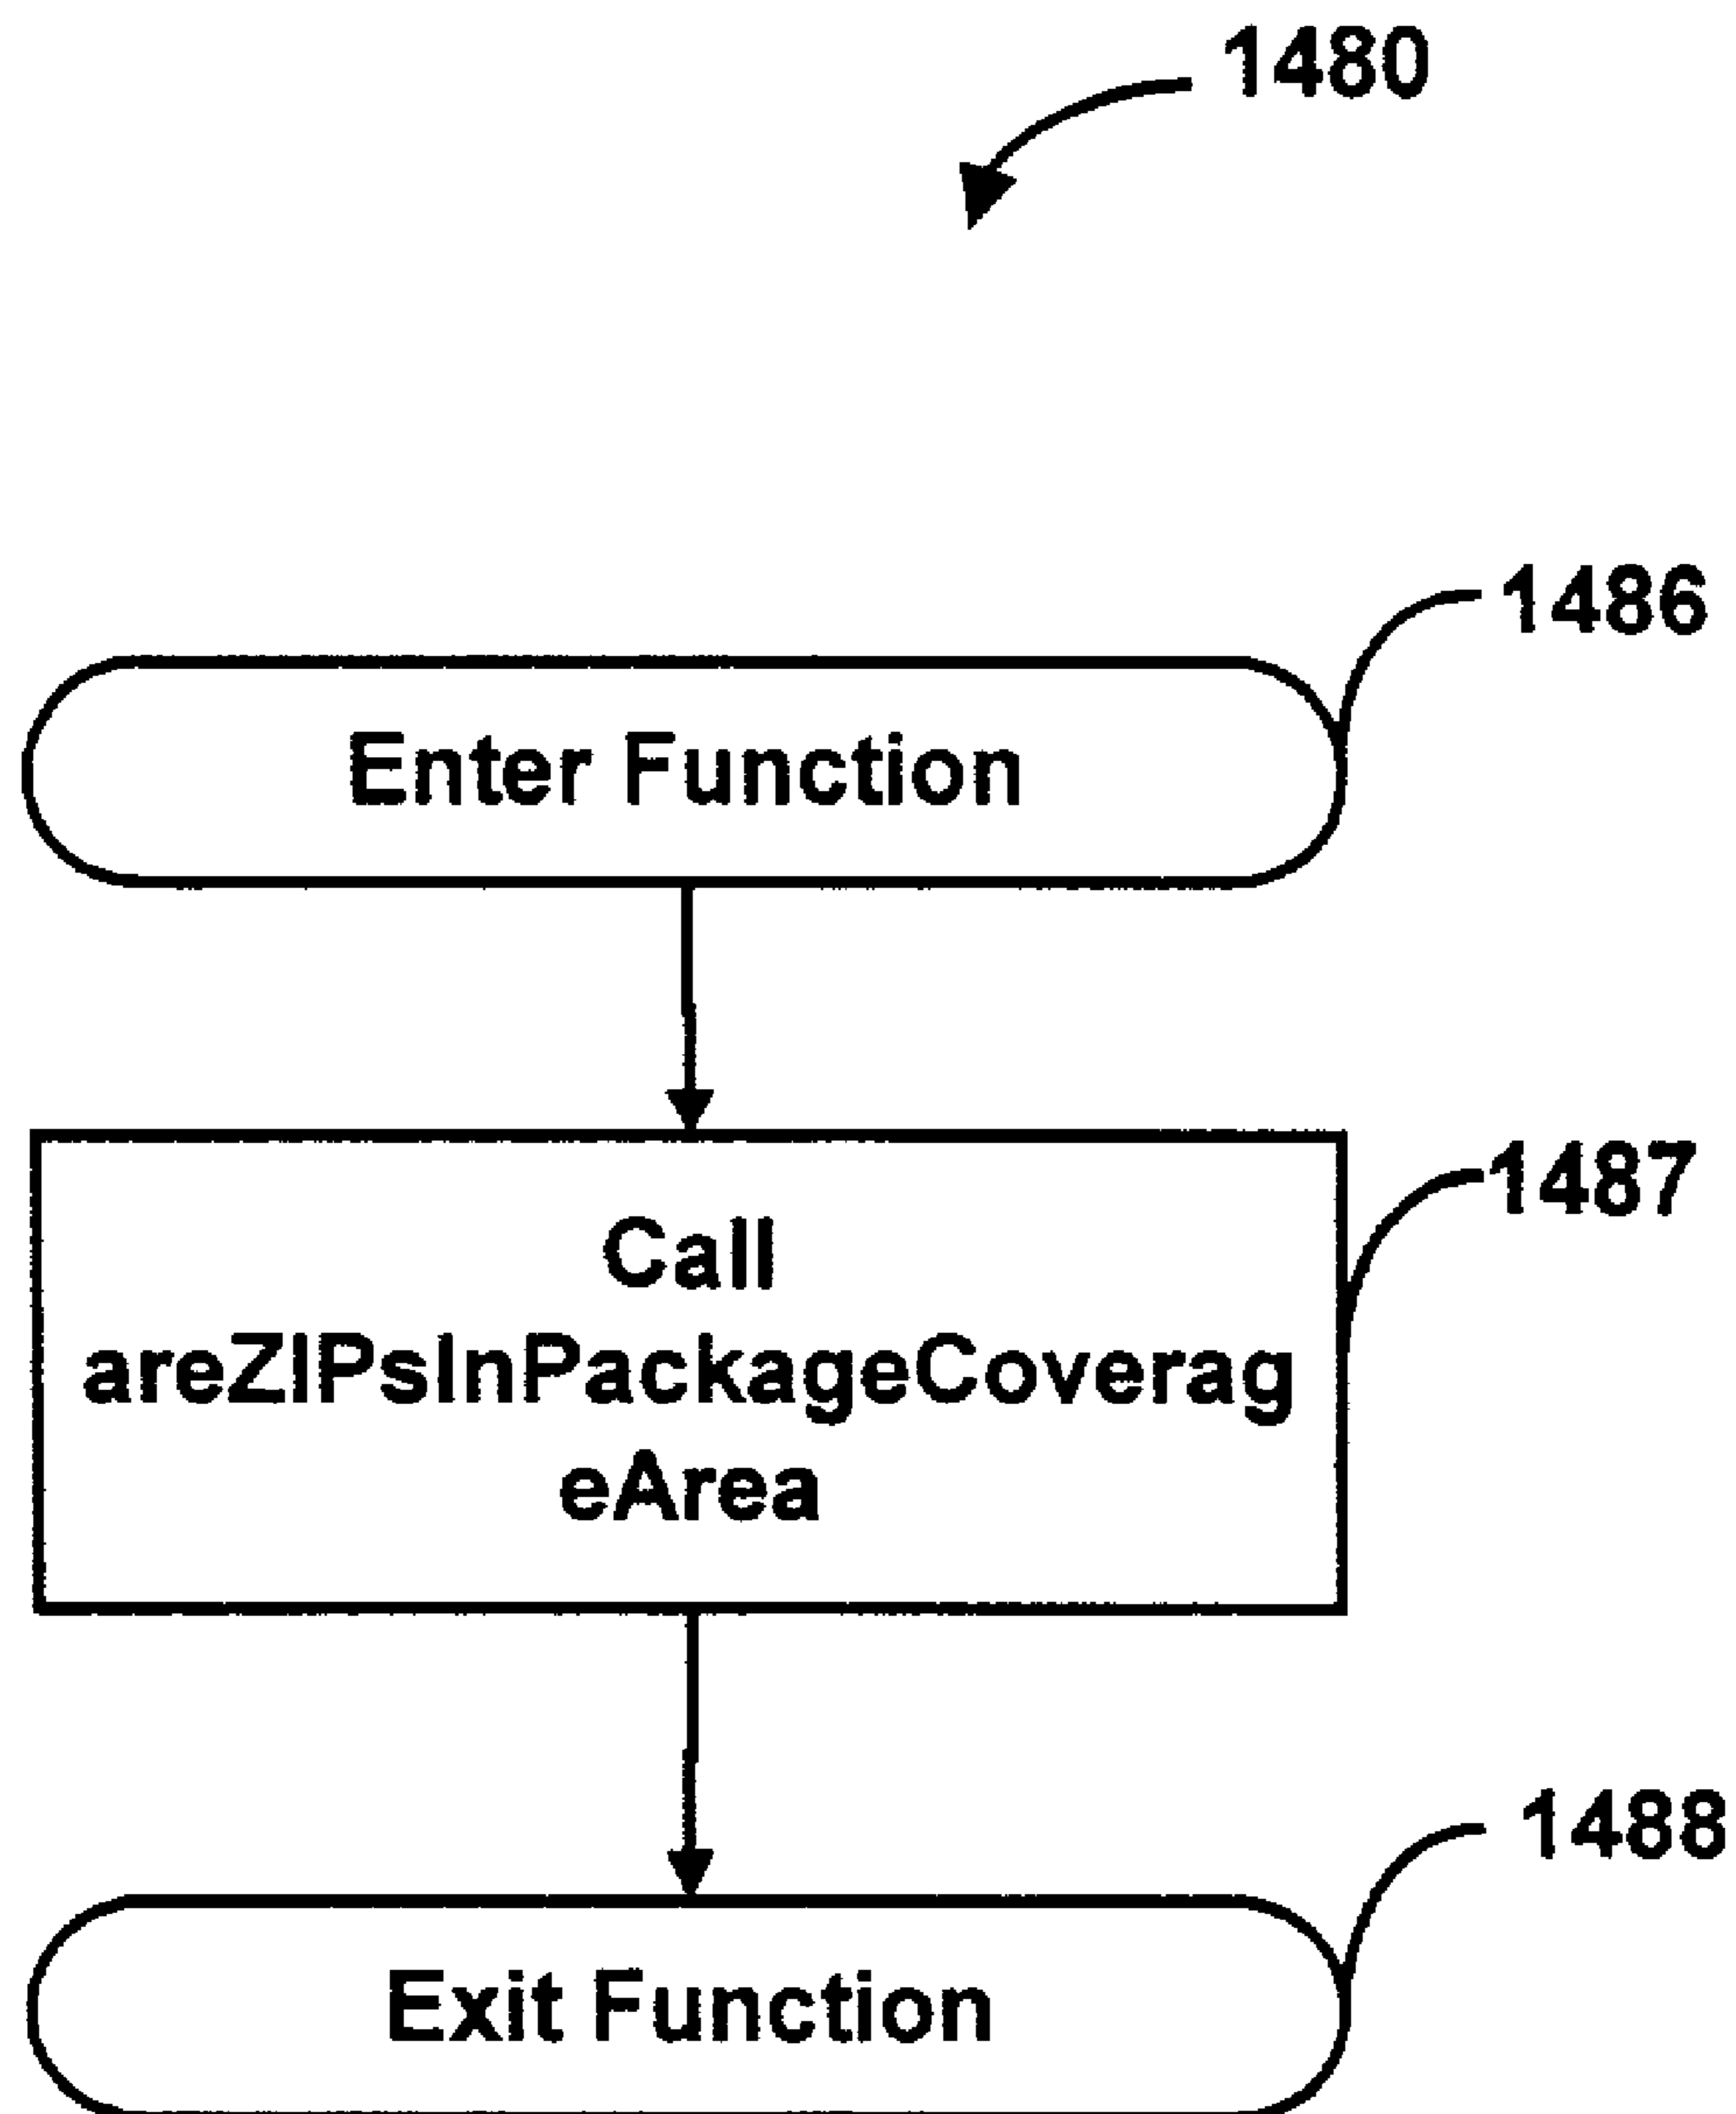 1480
1486
Enter Function
1487
Call
areZIPsInPackageCoverag
eArea
1488
Exit Function